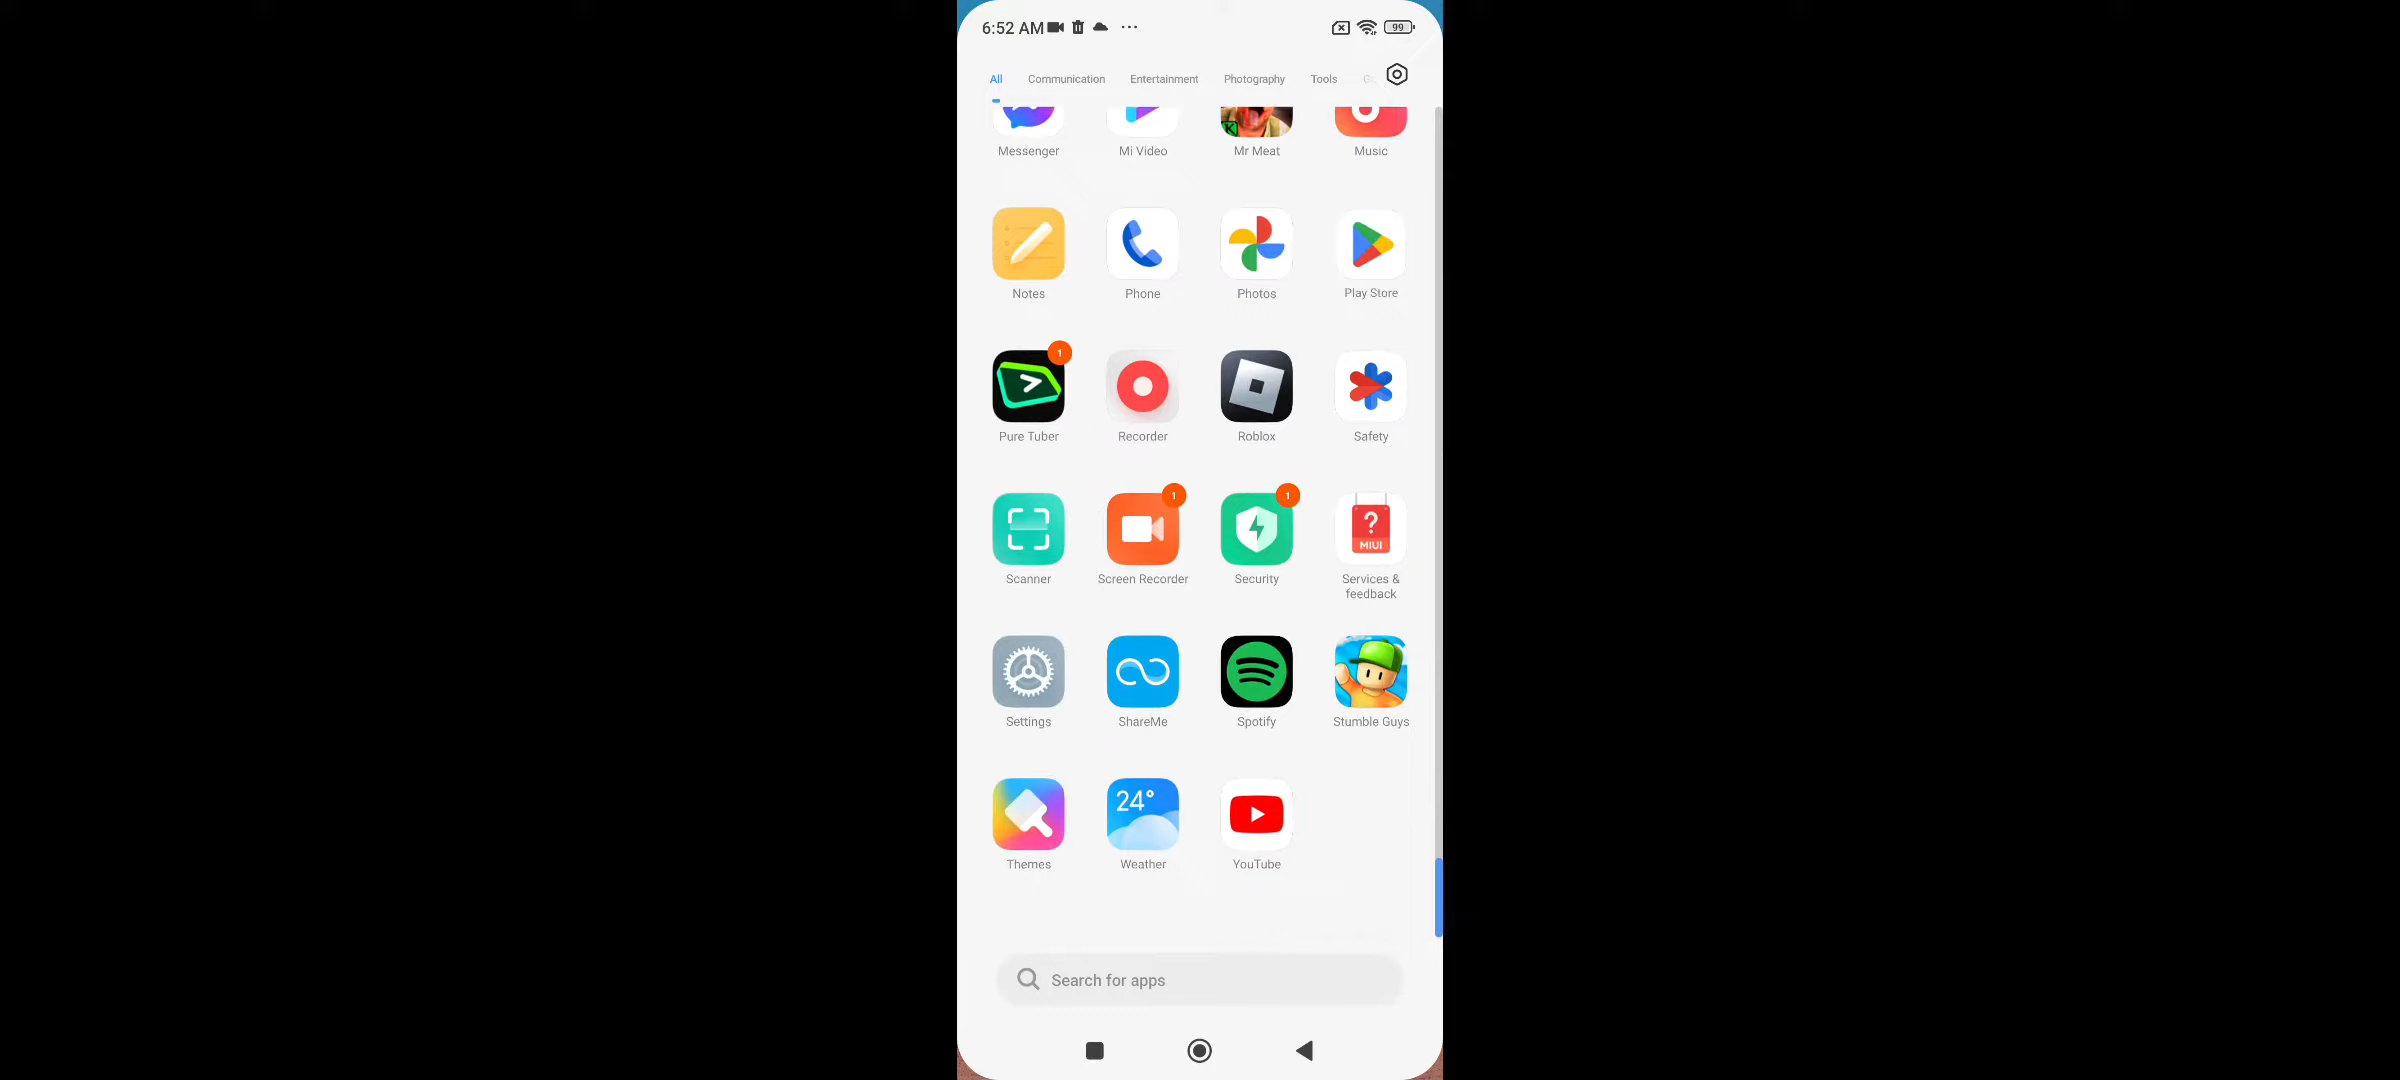 6:52 AM
99
All Communication Entertainment Photography Tools
Messenger Mi Video Mr Meat Music
Notes Phone Photos Play Store
1
Pure Tuber Recorder Roblox Safety
1 1
MIUI
Scanner Screen Recorder Security Services & feedback
Settings ShareMe Spotify Stumble Guys
24°
Themes Weather YouTube
Search for apps